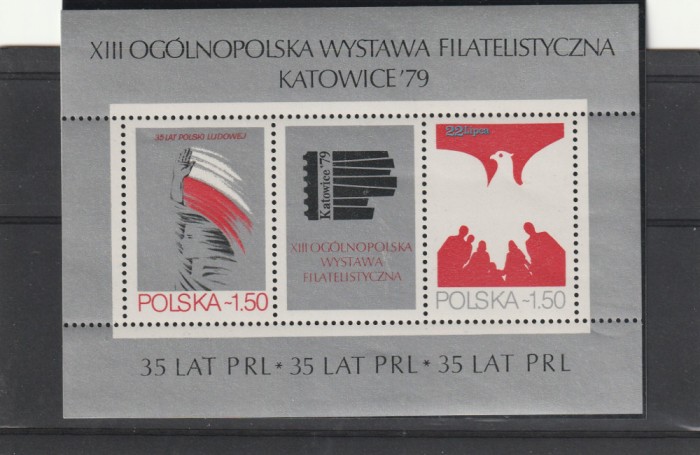 XIII OGÓLNOPOLSKA WYSTAWA FILATELISTYCZNA
KATOWICE '79
35 LAT POLSKI LUDOWEJ
POLSKA ~1.50
Katowice '79
XIII OGÓLNOPOLSKA
WYSTAWA
FILATELISTYCZNA
22 Lipca
POLSKA ~1.50
35 LAT PRL * 35 LAT PRL * 35 LAT PRL